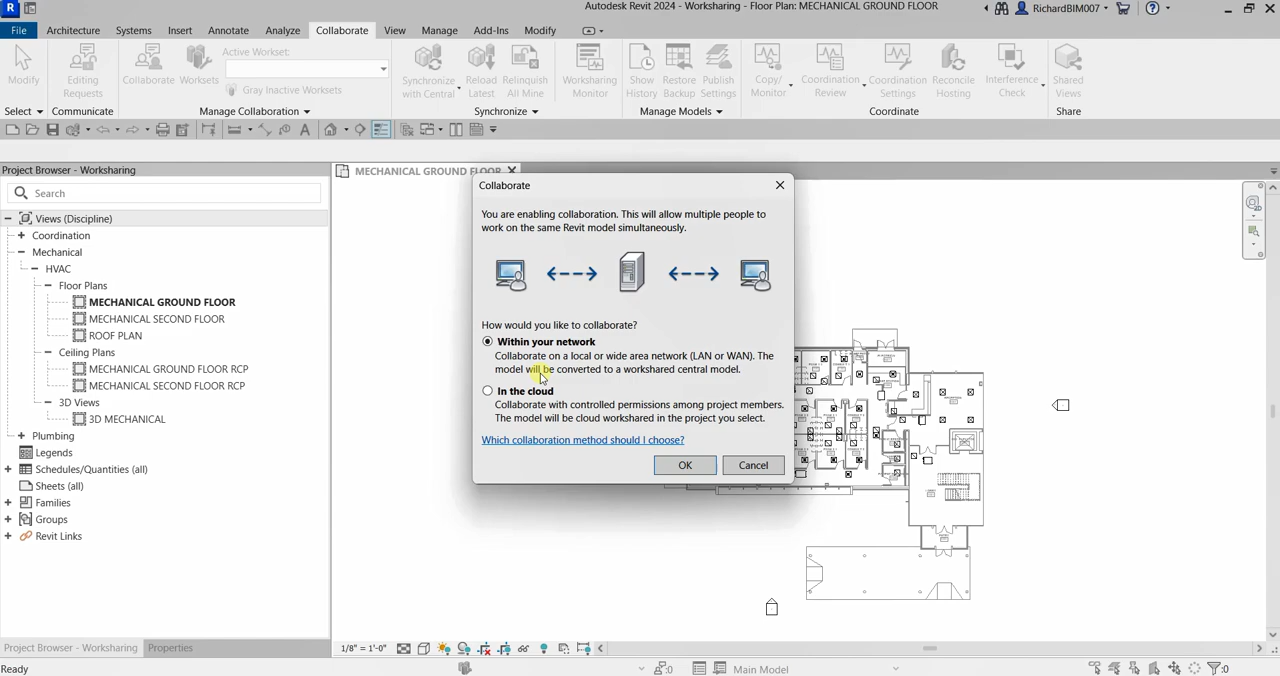 Autodesk Revit 2024 - Worksharing - Floor Plan: MECHANICAL GROUND FLOOR
RichardBIM007
File Architecture Systems Insert Annotate Analyze Collaborate View Manage Add-Ins Modify
Modify
Editing Requests
Collaborate
Worksets
Active Workset:
Gray Inactive Worksets
Synchronize with Central
Reload Latest
Relinquish All Mine
Worksharing Monitor
Show History
Restore Backup
Publish Settings
Copy/ Monitor
Coordination Review
Coordination Settings
Reconcile Hosting
Interference Check
Shared Views
Select Communicate Manage Collaboration Synchronize Manage Models Coordinate Share
Project Browser - Worksharing
Search
Views (Discipline)
Coordination
Mechanical
HVAC
Floor Plans
MECHANICAL GROUND FLOOR
MECHANICAL SECOND FLOOR
ROOF PLAN
Ceiling Plans
MECHANICAL GROUND FLOOR RCP
MECHANICAL SECOND FLOOR RCP
3D Views
3D MECHANICAL
Plumbing
Legends
Schedules/Quantities (all)
Sheets (all)
Families
Groups
Revit Links
Project Browser - Worksharing Properties
MECHANICAL GROUND FLOOR
Collaborate
You are enabling collaboration. This will allow multiple people to
work on the same Revit model simultaneously.
How would you like to collaborate?
Within your network
Collaborate on a local or wide area network (LAN or WAN). The
model will be converted to a workshared central model.
In the cloud
Collaborate with controlled permissions among project members.
The model will be cloud workshared in the project you select.
Which collaboration method should I choose?
OK Cancel
1/8" = 1'-0"
Ready
:0
Main Model
:0